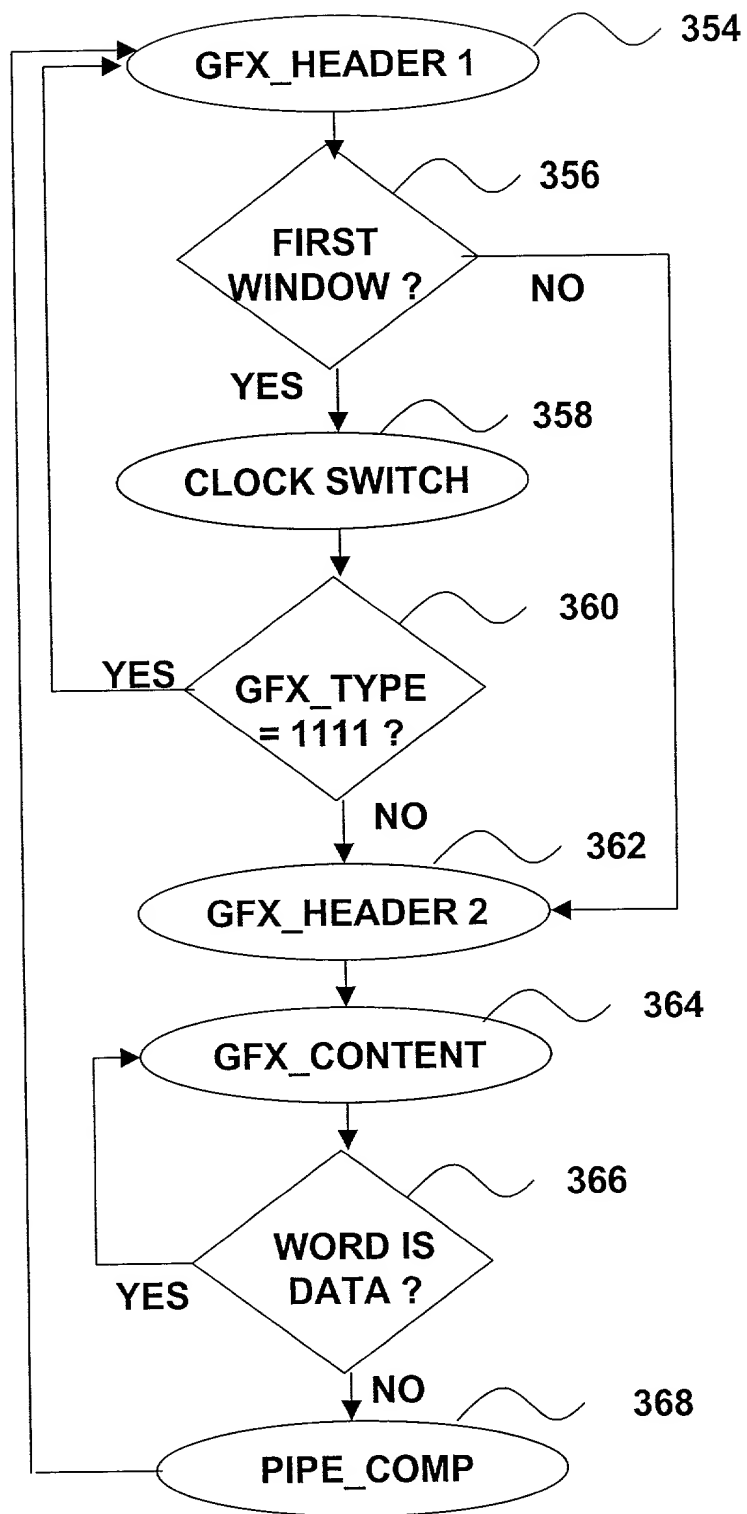 GFX_HEADER 1
354
356
FIRST
WINDOW ?
NO
YES
358
CLOCK SWITCH
360
YES
GFX_TYPE
= 1111 ?
NO
362
GFX_HEADER 2
364
GFX_CONTENT
366
WORD IS
DATA ?
YES
NO
368
PIPE_COMP